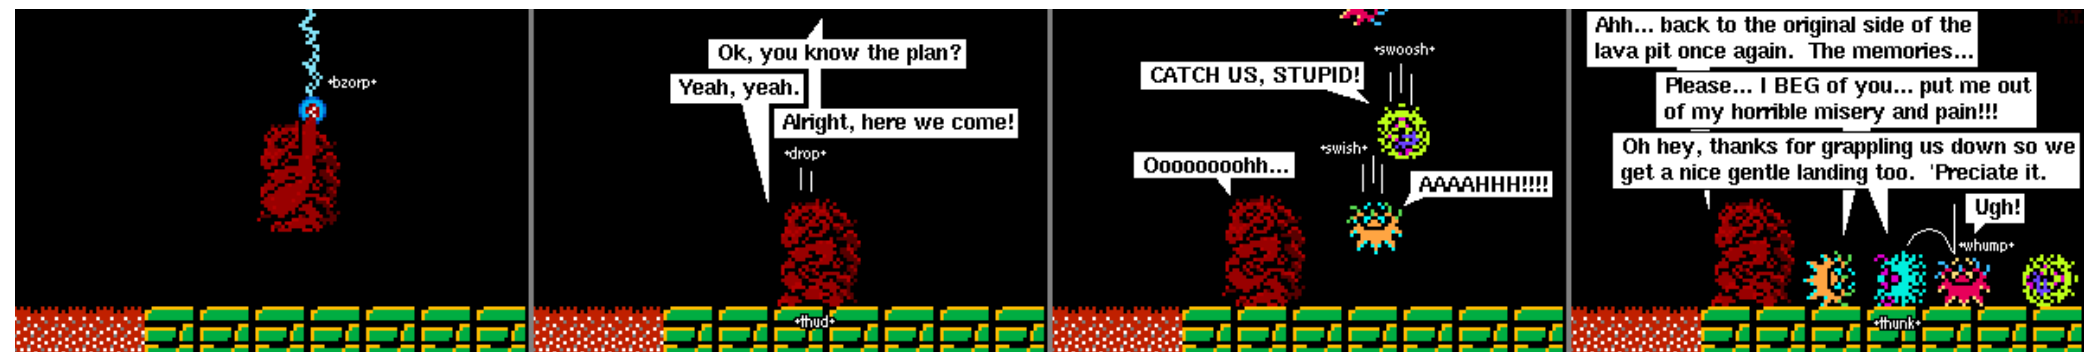 *bzorp*
Ok, you know the plan?
Yeah, yeah.
Alright, here we come!
*drop*
*thud*
*swoosh*
CATCH US, STUPID!
*swish*
Oooooooohh...
AAAAHHH!!!!
Ahh... back to the original side of the
lava pit once again.  The memories...
Please... I BEG of you... put me out
of my horrible misery and pain!!!
Oh hey, thanks for grappling us down so we
get a nice gentle landing too.  'Preciate it.
Ugh!
*whump*
*thunk*